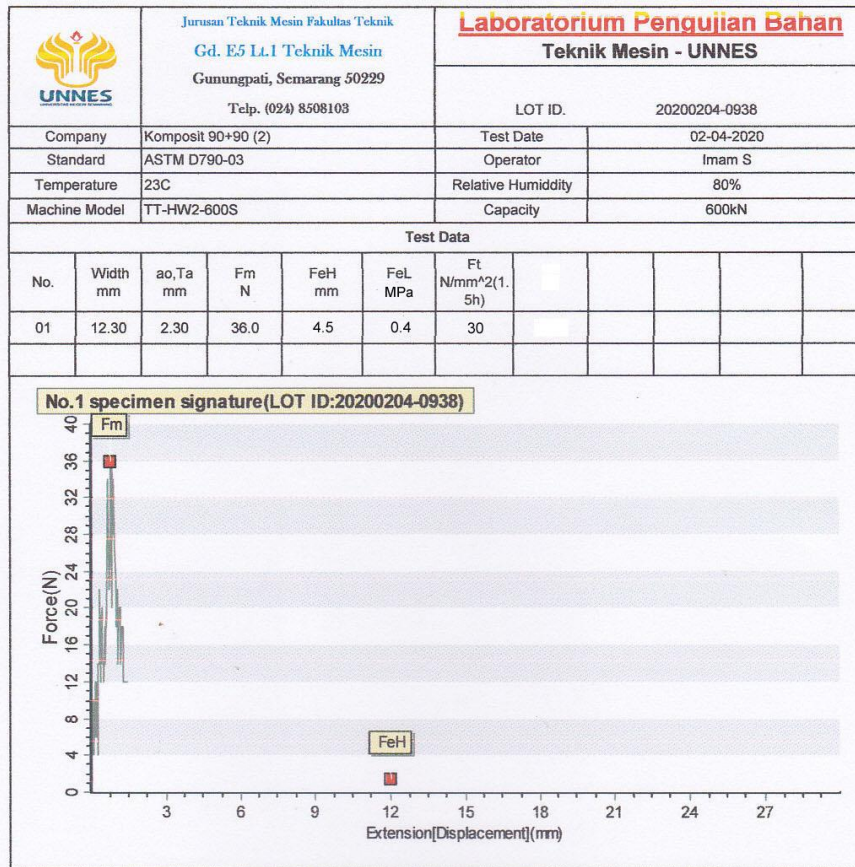 UNNES
Jurusan Teknik Mesin Fakultas Teknik
Gd. E5 Lt.1 Teknik Mesin
Gunungpati, Semarang 50229
Telp. (024) 8508103
Laboratorium Pengujian Bahan
Teknik Mesin - UNNES
LOT ID. 20200204-0938
Company Komposit 90+90 (2) Test Date 02-04-2020
Standard ASTM D790-03 Operator Imam S
Temperature 23C Relative Humiddity 80%
Machine Model TT-HW2-600S Capacity 600kN
Test Data
No. Width mm ao,Ta mm Fm N FeH mm FeL MPa Ft N/mm^2(1.5h)
01 12.30 2.30 36.0 4.5 0.4 30
No.1 specimen signature(LOT ID:20200204-0938)
Fm
40
36
32
28
24
20
16
12
8
4
0
Force(N)
FeH
3 6 9 12 15 18 21 24 27
Extension[Displacement](mm)